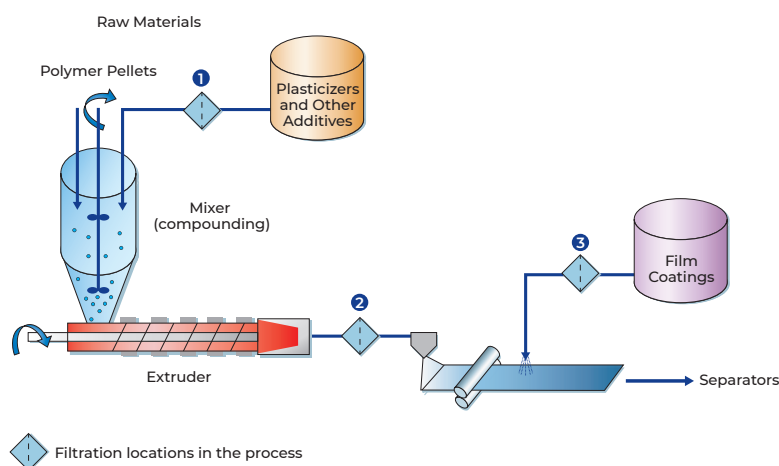 Raw Materials
Polymer Pellets
1
Plasticizers
and Other
Additives
Mixer
(compounding)
3
Film
Coatings
2
Extruder
Separators
Filtration locations in the process